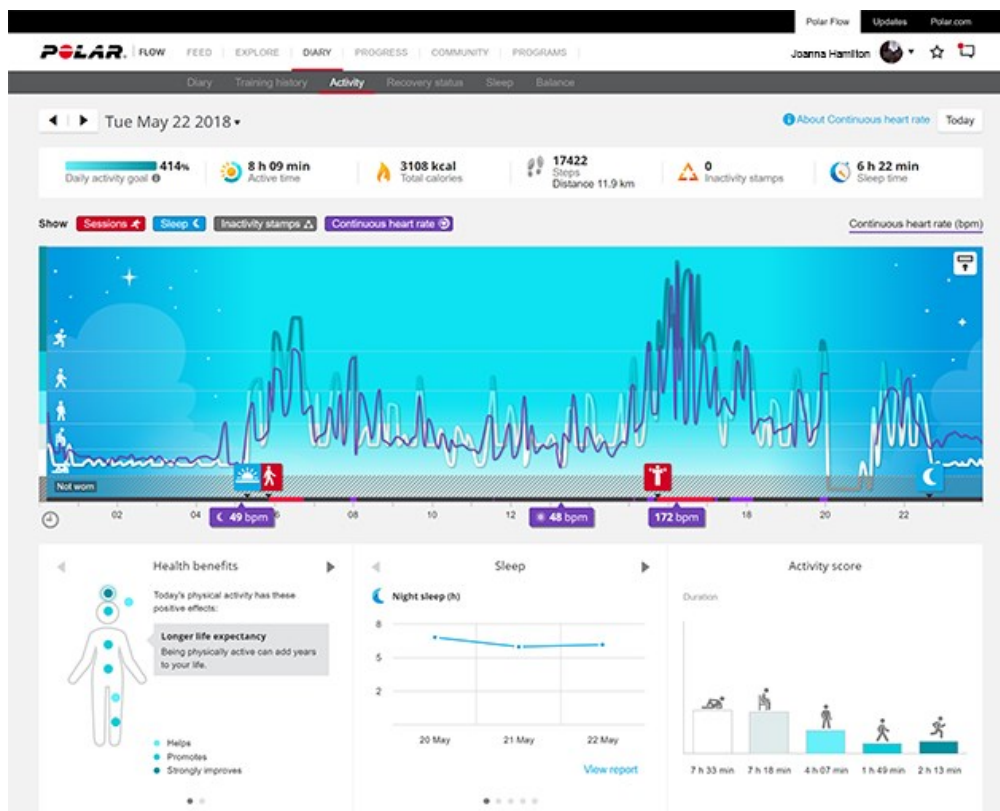 Polar Flow Updates Polar.com
POLAR. FLOW FEED EXPLORE DIARY PROGRESS COMMUNITY PROGRAMS Joanna Hamilton
Diary Training history Activity Recovery status Sleep Balance
Tue May 22 2018 About Continuous heart rate Today
414%
Daily activity goal
8 h 09 min
Active time
3108 kcal
Total calories
17422
Steps
Distance 11.9 km
0
Inactivity stamps
6 h 22 min
Sleep time
Show Sessions Sleep Inactivity stamps Continuous heart rate Continuous heart rate (bpm)
Not worn
02 04 6 08 10 12 18 20 22
49 bpm 48 bpm 172 bpm
Health benefits
Today's physical activity has these
positive effects:
Longer life expectancy
Being physically active can add years
to your life.
Helps
Promotes
Strongly improves
Sleep
Night sleep (h)
8
5
2
20 May 21 May 22 May
View report
Activity score
Duration
7 h 33 min 7 h 18 min 4 h 07 min 1 h 49 min 2 h 13 min